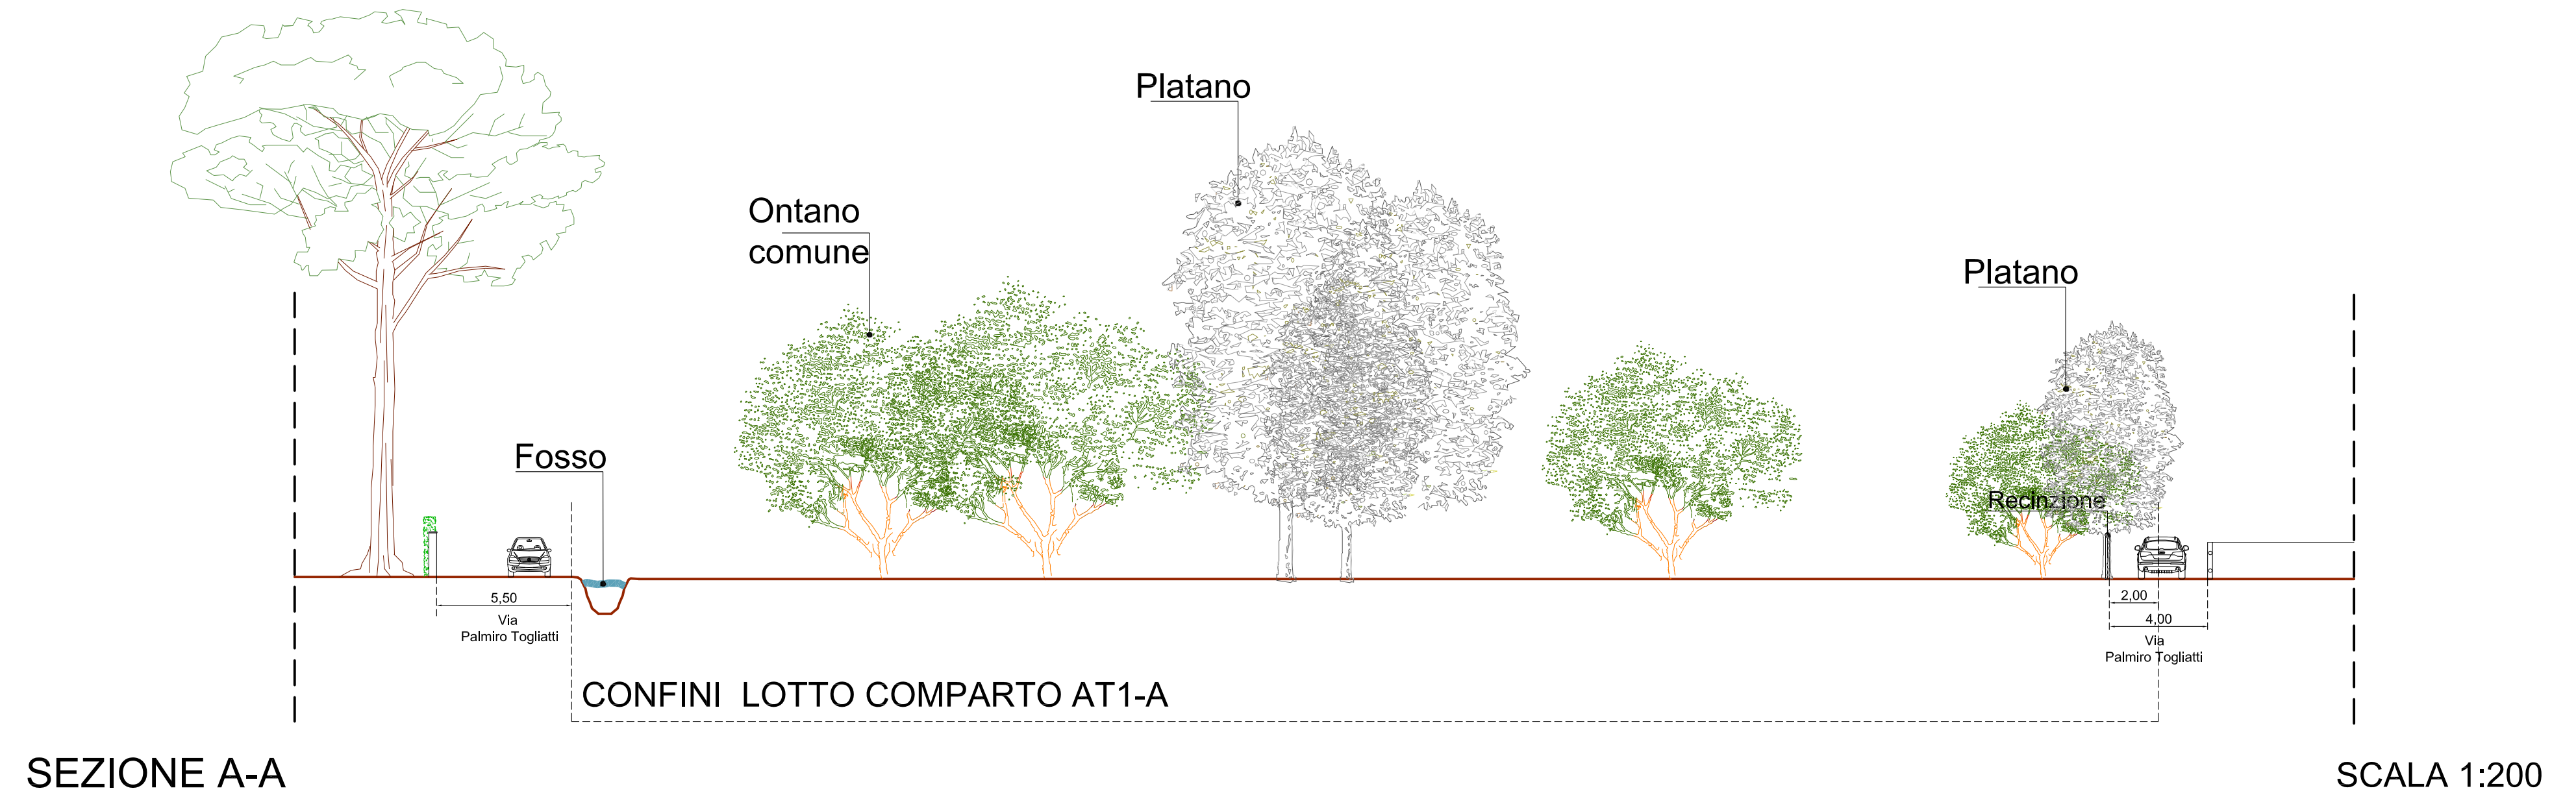 Platano
Ontano
comune
Platano
Fosso
Recinzione
5,50
Via
Palmiro Togliatti
2,00
4,00
Via
Palmiro Togliatti
CONFINI LOTTO COMPARTO AT1-A
SEZIONE A-A
SCALA 1:200